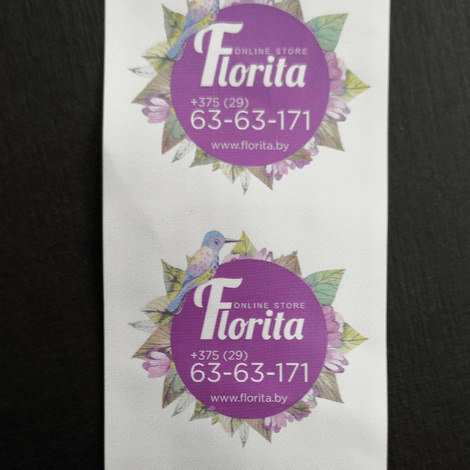 ONLINE STORE
Florita
+375 (29)
63-63-171
www.florita.by
ONLINE STORE
Florita
+375 (29)
63-63-171
www.florita.by